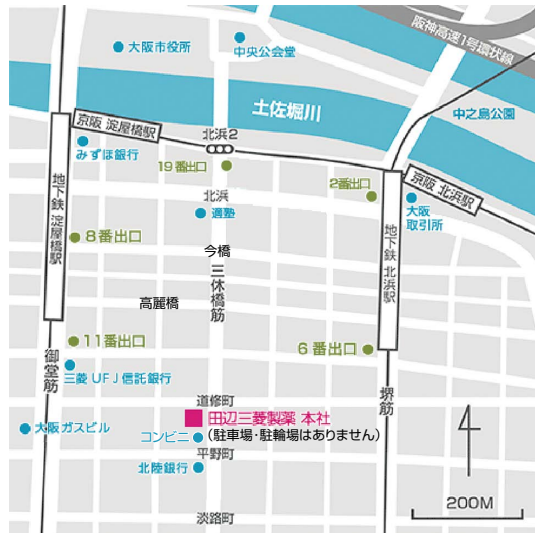 阪神高速1号環状線
大阪市役所
中央公会堂
土佐堀川
中之島公園
京阪 淀屋橋駅
北浜2
みずほ銀行
19番出口
京阪 北浜駅
2番出口
北浜
適塾
大阪
取引所
地下鉄 淀屋橋駅
8番出口
今橋
三休橋筋
地下鉄 北浜駅
高麗橋
11番出口
6番出口
御堂筋
三菱UFJ信託銀行
堺筋
道修町
田辺三菱製薬 本社
大阪ガスビル
コンビニ
(駐車場・駐輪場はありません)
平野町
北陸銀行
200M
淡路町